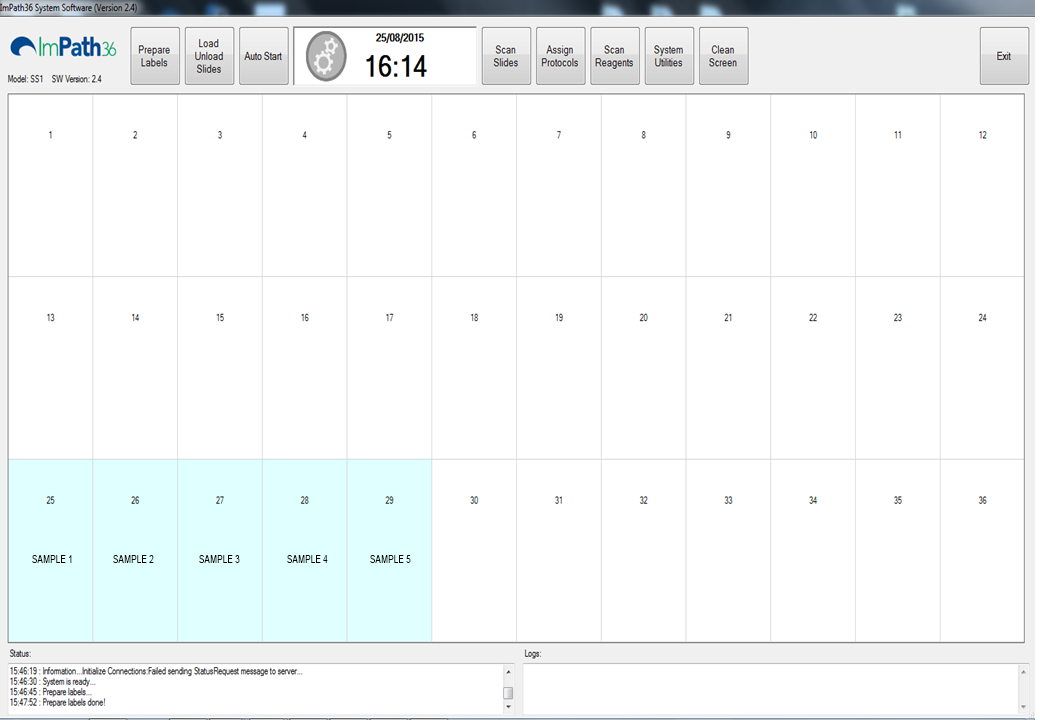 ImPath36 System Software (Version 2.4)
ImPath36
Model: SS1 SW Version: 2.4
Prepare
Labels
Load
Unload
Slides
Auto Start
25/08/2015
16:14
Scan
Slides
Assign
Protocols
Scan
Reagents
System
Utilities
Clean
Screen
Exit
1 2 3 4 5 6 7 8 9 10 11 12
13 14 15 16 17 18 19 20 21 22 23 24
25 26 27 28 29 30 31 32 33 34 35 36
SAMPLE 1 SAMPLE 2 SAMPLE 3 SAMPLE 4 SAMPLE 5
Status:
15:46:19 : Information...Initialize Connections:Failed sending StatusRequest message to server...
15:46:30 : System is ready...
15:46:45 : Prepare labels...
15:47:52 : Prepare labels done!
Logs: